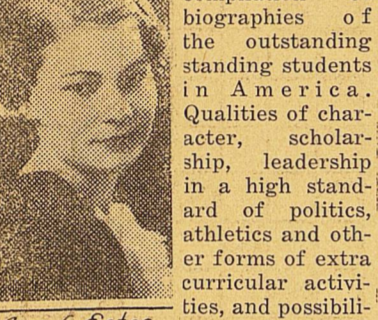 biographies of
the outstanding
standing students
in America.
Qualities of char-
acter, scholar-
ship, leadership
in a high stand-
ard of politics,
athletics and oth-
er forms of extra
curricular activi-
ties, and possibili-